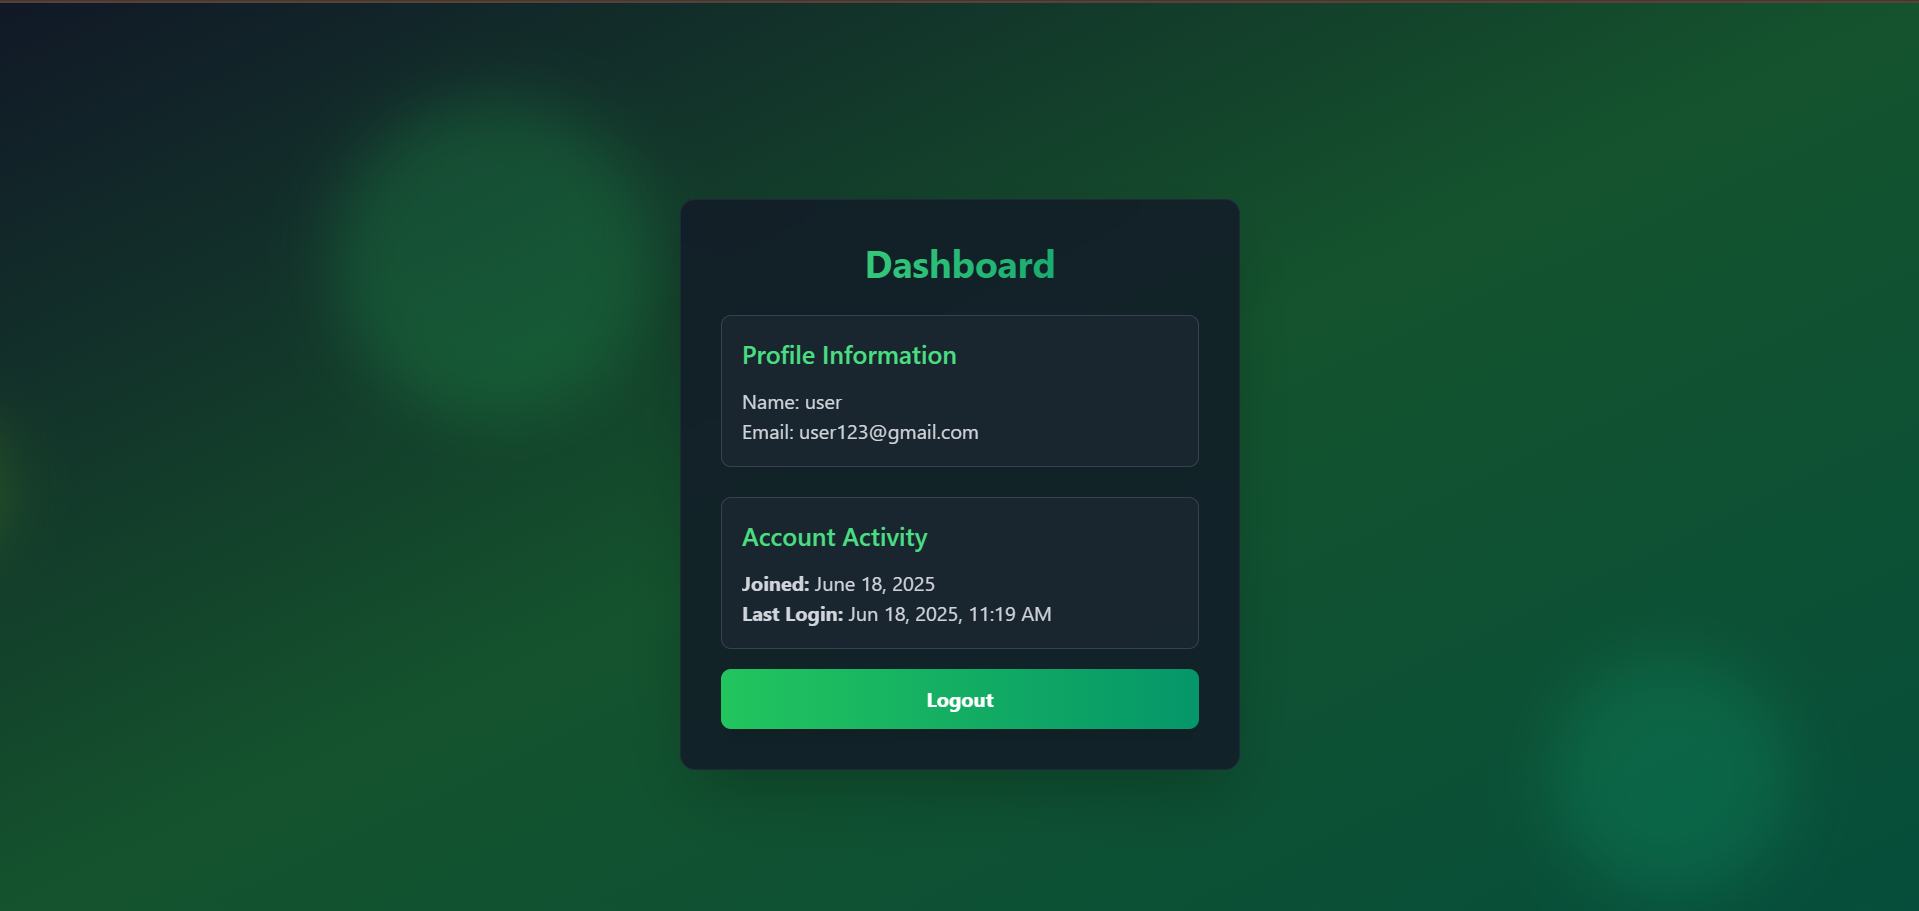 Dashboard
Profile Information
Name: user
Email: user123@gmail.com
Account Activity
Joined: June 18, 2025
Last Login: Jun 18, 2025, 11:19 AM
Logout